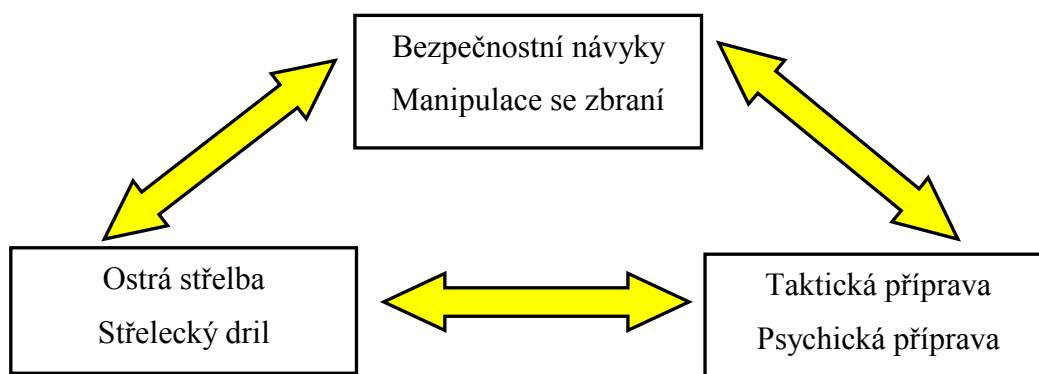 Bezpečnostní návyky
Manipulace se zbraní
Ostrá střelba
Střelecký dril
Taktická příprava
Psychická příprava